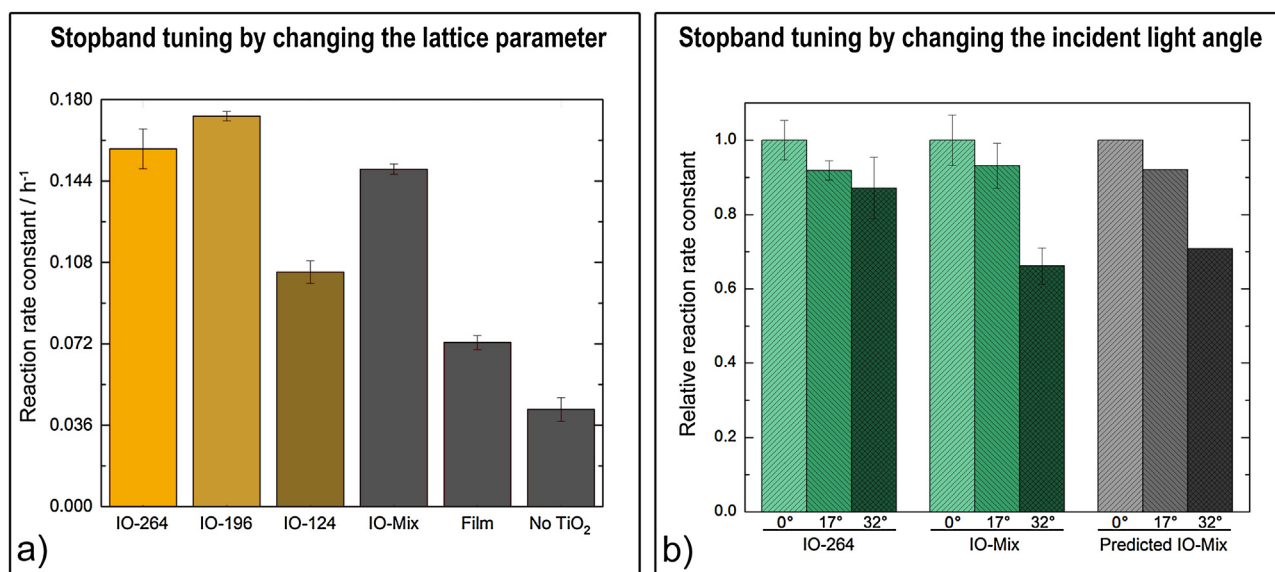 Stopband tuning by changing the lattice parameter
Reaction rate constant / h⁻¹
0.180
0.144
0.108
0.072
0.036
0.000
IO-264 IO-196 IO-124 IO-Mix Film No TiO₂
a)
Stopband tuning by changing the incident light angle
Relative reaction rate constant
1.0
0.8
0.6
0.4
0.2
0.0
0° 17° 32° 0° 17° 32° 0° 17° 32°
IO-264 IO-Mix Predicted IO-Mix
b)